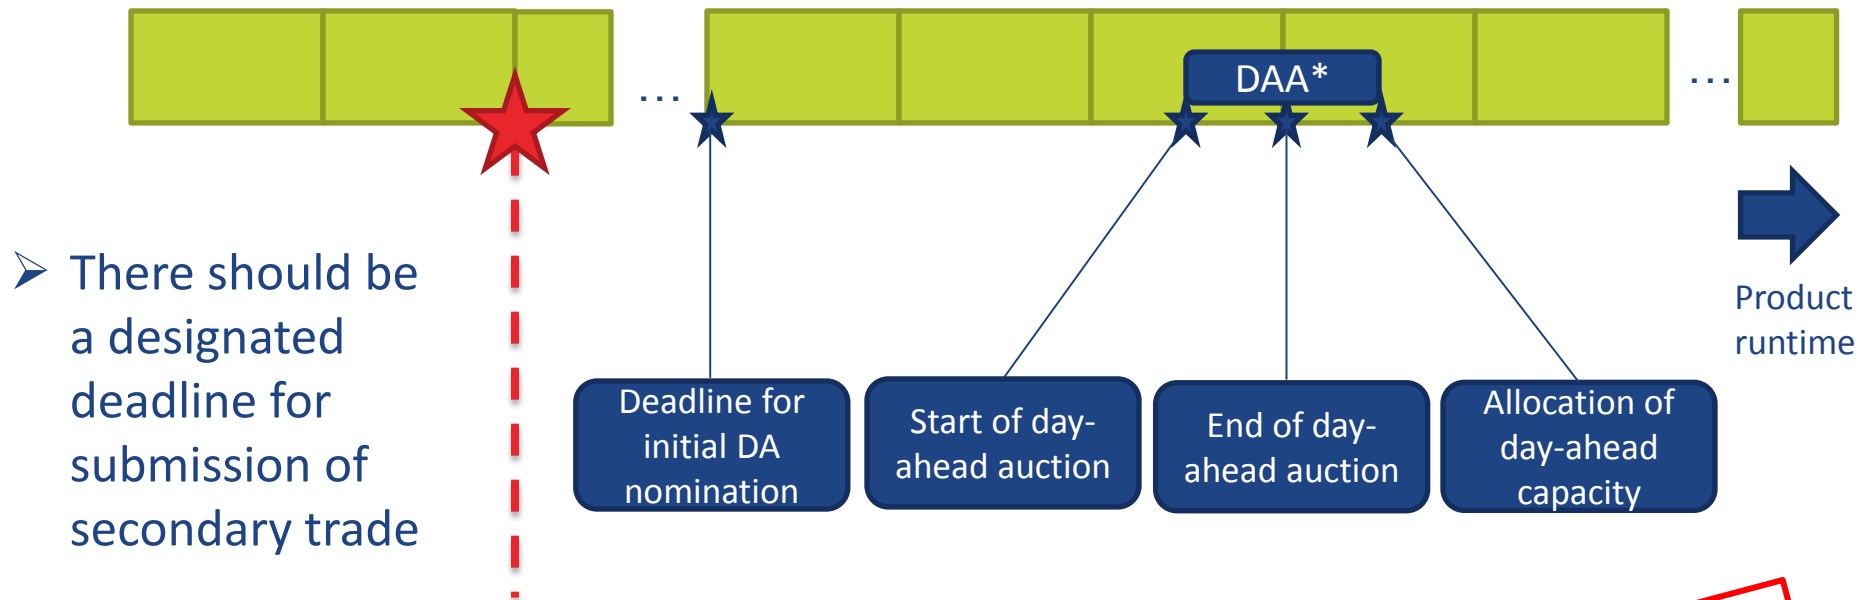 DAA*
...
...
Product
runtime
➢ There should be
a designated
deadline for
submission of
secondary trade
Deadline for
initial DA
nomination
Start of day-
ahead auction
End of day-
ahead auction
Allocation of
day-ahead
capacity